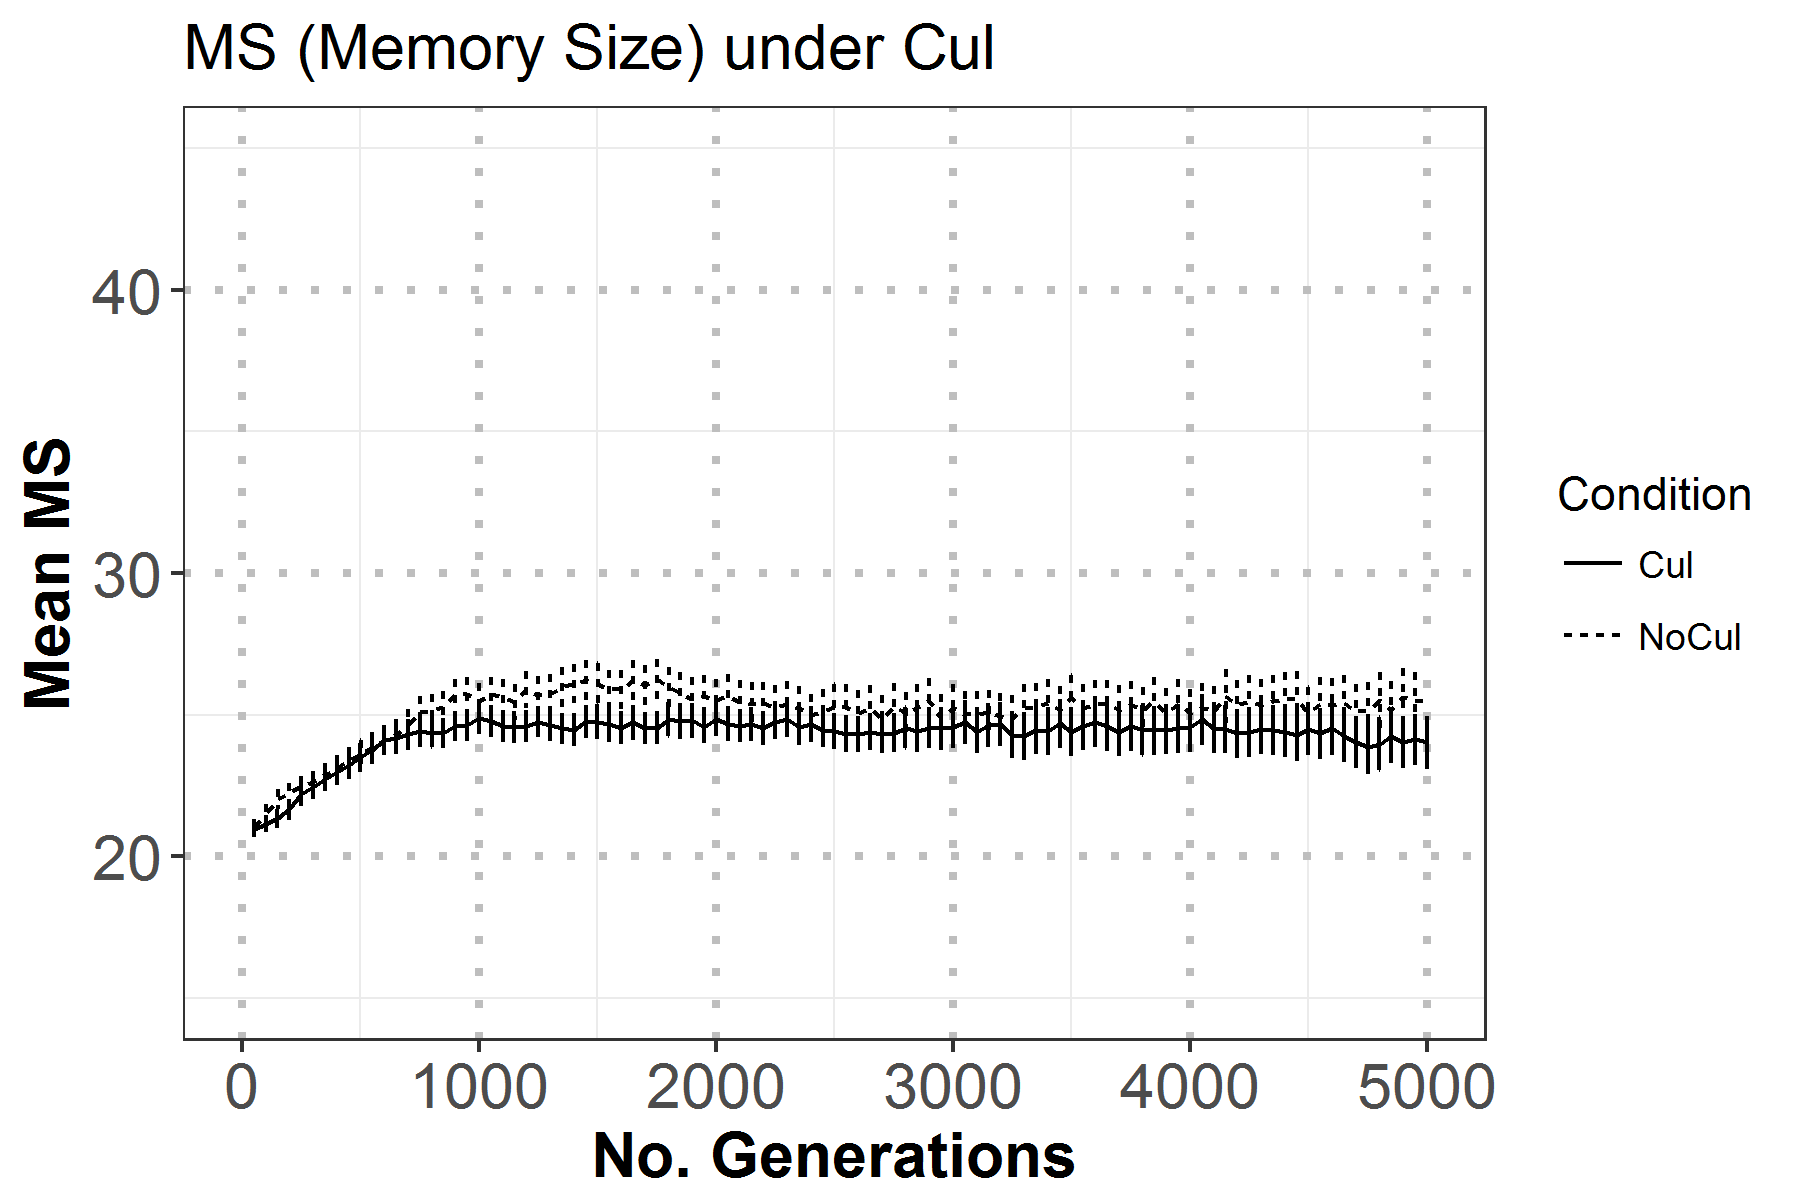 MS (Memory Size) under Cul
Mean MS
40
30
20
0 1000 2000 3000 4000 5000
No. Generations
Condition
Cul
NoCul